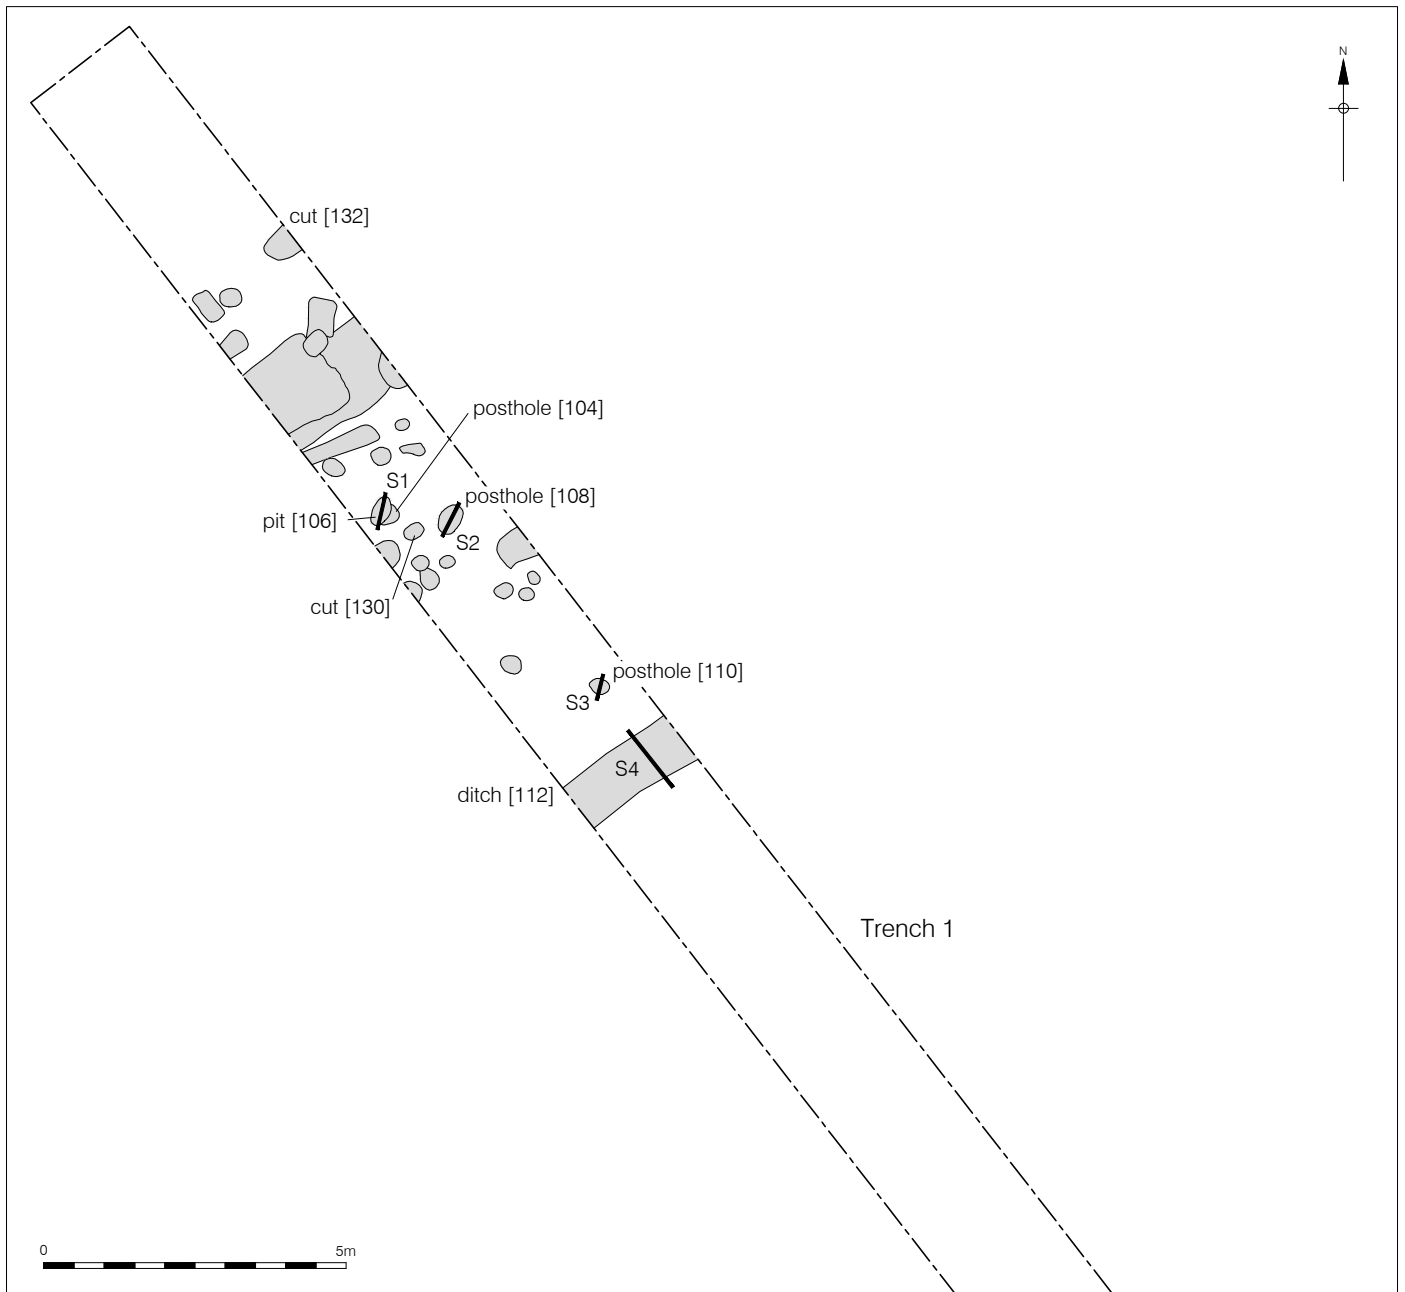 N
cut [132]
posthole [104]
S1
posthole [108]
pit [106]
S2
cut [130]
posthole [110]
S3
S4
ditch [112]
Trench 1
0
5m